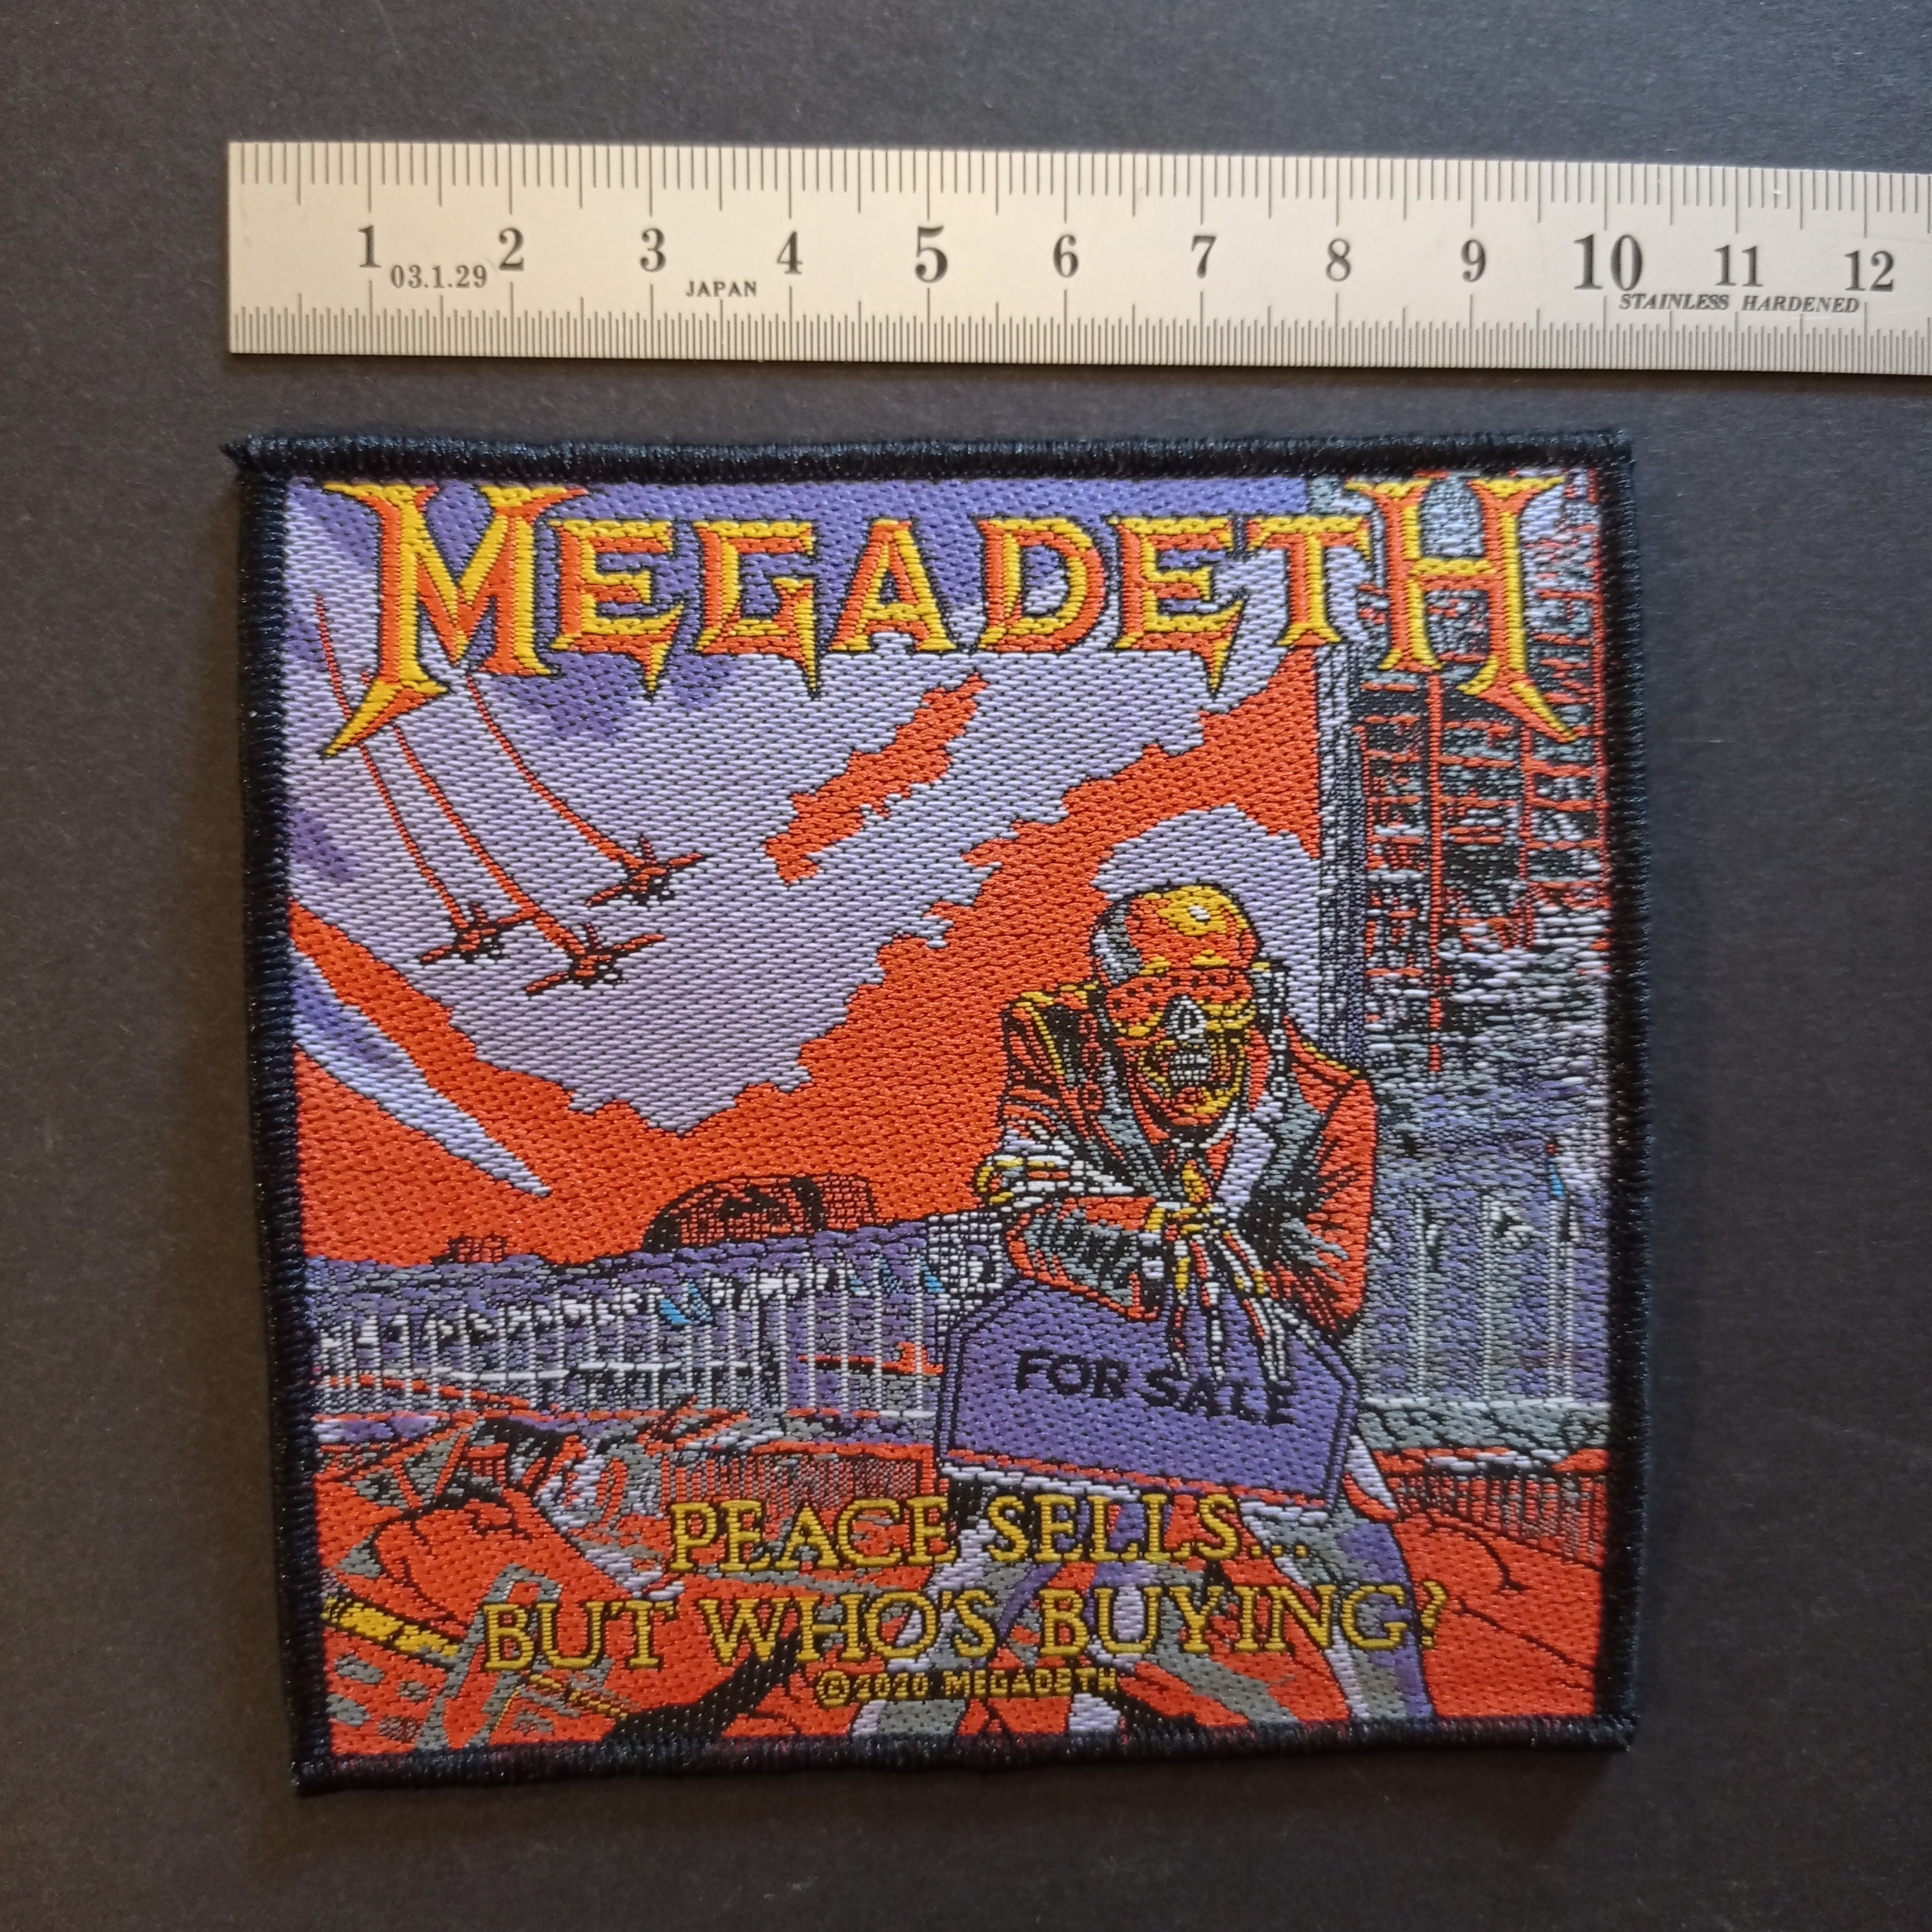 1 2 3 4 5 6 7 8 9 10 11 12
03.1.29 JAPAN STAINLESS HARDENED
MEGADETH
FOR SALE
PEACE SELLS...
BUT WHO'S BUYING?
©2020 MEGADETH